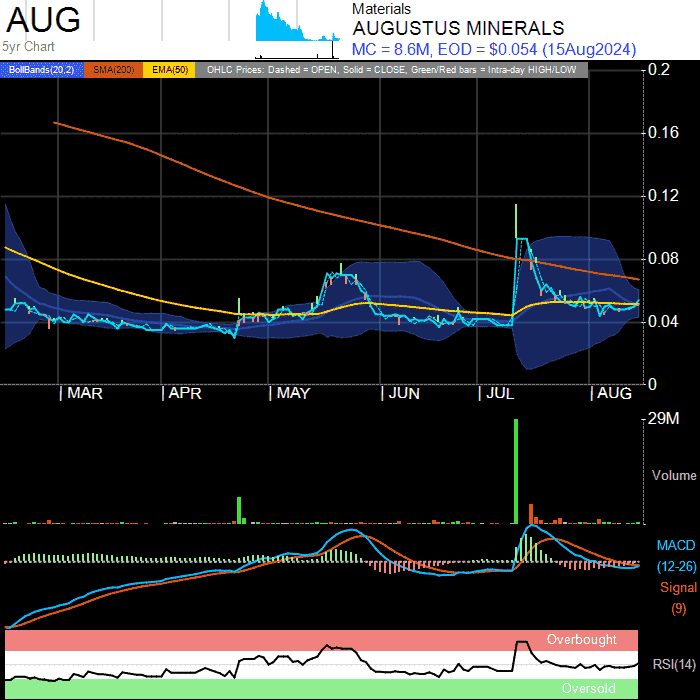 AUG
5yr Chart
Materials
AUGUSTUS MINERALS
MC = 8.6M, EOD = $0.054 (15Aug2024)
BollBands(20,2) SMA(200) EMA(50) OHLC Prices: Dashed = OPEN, Solid = CLOSE, Green/Red bars = Intra-day HIGH/LOW
0.2
0.16
0.12
0.08
0.04
0
MAR APR MAY JUN JUL AUG
29M
Volume
MACD
(12-26)
Signal
(9)
Overbought
RSI(14)
Oversold